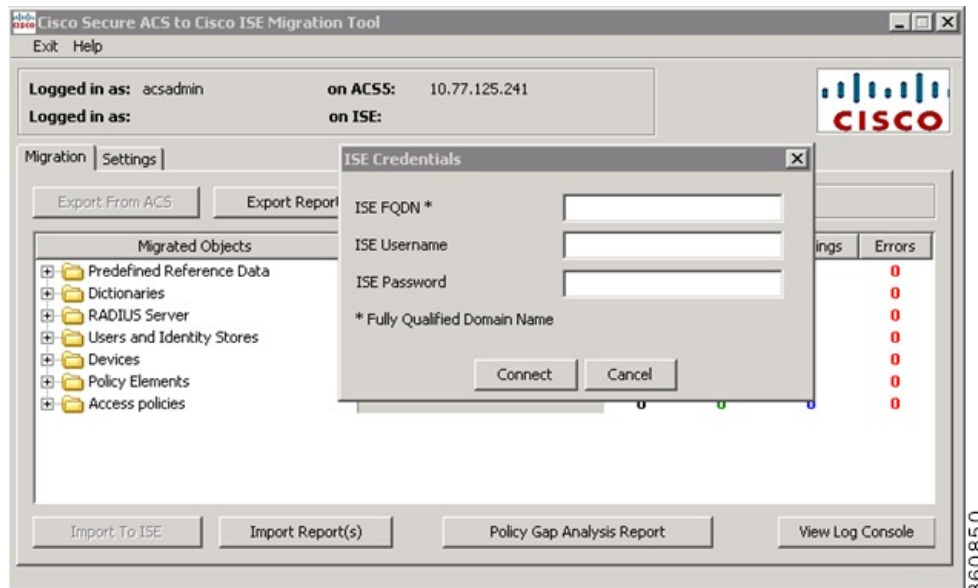 Cisco Secure ACS to Cisco ISE Migration Tool
Exit Help
Logged in as: acsadmin on ACS5: 10.77.125.241
Logged in as: on ISE:
CISCO
Migration Settings
ISE Credentials
Export From ACS Export Report
ISE FQDN *
ISE Username
ISE Password
* Fully Qualified Domain Name
Connect Cancel
Migrated Objects ings Errors
Predefined Reference Data 0
Dictionaries 0
RADIUS Server 0
Users and Identity Stores 0
Devices 0
Policy Elements 0
Access policies 0 0 0 0
Import To ISE Import Report(s) Policy Gap Analysis Report View Log Console
60850